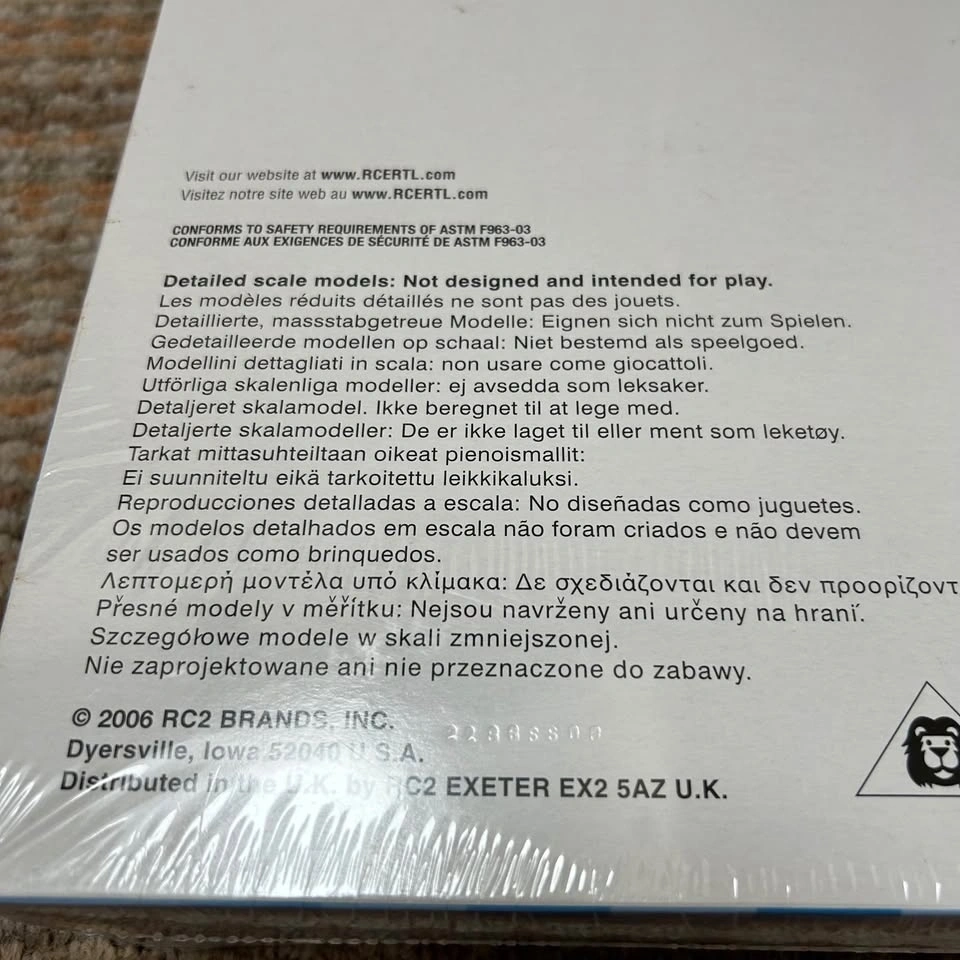 Visit our website at www.RCERTL.com
Visitez notre site web au www.RCERTL.com
CONFORMS TO SAFETY REQUIREMENTS OF ASTM F963-03
CONFORME AUX EXIGENCES DE SÉCURITÉ DE ASTM F963-03
Detailed scale models: Not designed and intended for play.
Les modèles réduits détaillés ne sont pas des jouets.
Detaillierte, massstabgetreue Modelle: Eignen sich nicht zum Spielen.
Gedetailleerde modellen op schaal: Niet bestemd als speelgoed.
Modellini dettagliati in scala: non usare come giocattoli.
Utförliga skalenliga modeller: ej avsedda som leksaker.
Detaljeret skalamodel. Ikke beregnet til at lege med.
Detaljerte skalamodeller: De er ikke laget til eller ment som leketøy.
Tarkat mittasuhteiltaan oikeat pienoismallit:
Ei suunniteltu eikä tarkoitettu leikkikaluksi.
Reproducciones detalladas a escala: No diseñadas como juguetes.
Os modelos detalhados em escala não foram criados e não devem
ser usados como brinquedos.
Λεπτομερή μοντέλα υπό κλίμακα: Δε σχεδιάζονται και δεν προορίζοντ
Přesné modely v měřítku: Nejsou navrženy ani určeny na hraní.
Szczegółowe modele w skali zmniejszonej.
Nie zaprojektowane ani nie przeznaczone do zabawy.
© 2006 RC2 BRANDS, INC.
Dyersville, Iowa 52040 U.S.A.
Distributed in the U.K. by RC2 EXETER EX2 5AZ U.K.